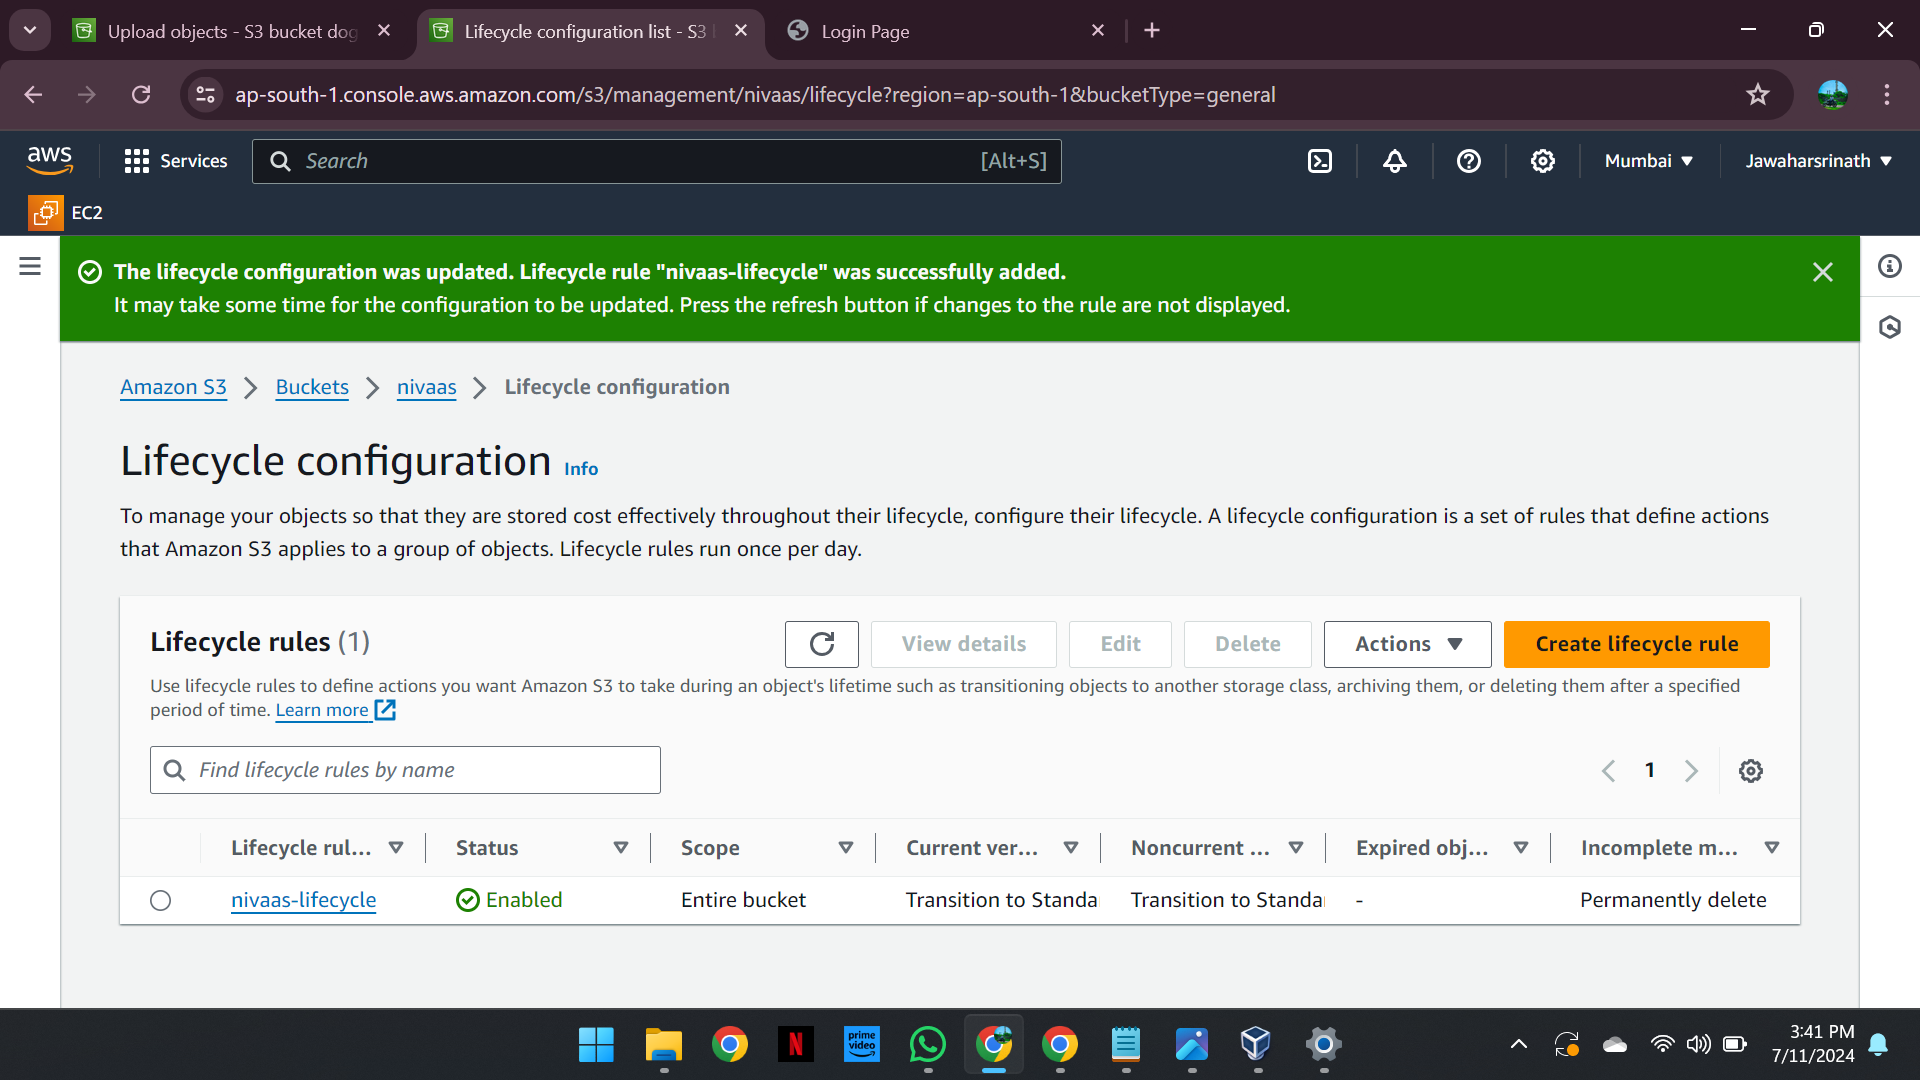 Upload objects - S3 bucket dog
Lifecycle configuration list - S3
Login Page
ap-south-1.console.aws.amazon.com/s3/management/nivaas/lifecycle?region=ap-south-1&bucketType=general
aws
Services
Search
[Alt+S]
Mumbai
Jawaharsrinath
EC2
The lifecycle configuration was updated. Lifecycle rule "nivaas-lifecycle" was successfully added.
It may take some time for the configuration to be updated. Press the refresh button if changes to the rule are not displayed.
Amazon S3
Buckets
nivaas
Lifecycle configuration
Lifecycle configuration Info
To manage your objects so that they are stored cost effectively throughout their lifecycle, configure their lifecycle. A lifecycle configuration is a set of rules that define actions
that Amazon S3 applies to a group of objects. Lifecycle rules run once per day.
Lifecycle rules (1)
View details
Edit
Delete
Actions
Create lifecycle rule
Use lifecycle rules to define actions you want Amazon S3 to take during an object's lifetime such as transitioning objects to another storage class, archiving them, or deleting them after a specified
period of time. Learn more
Find lifecycle rules by name
1
Lifecycle rul... Status Scope Current ver... Noncurrent ... Expired obj... Incomplete m...
nivaas-lifecycle Enabled Entire bucket Transition to Standa Transition to Standa - Permanently delete
N
prime
video
3:41 PM
7/11/2024